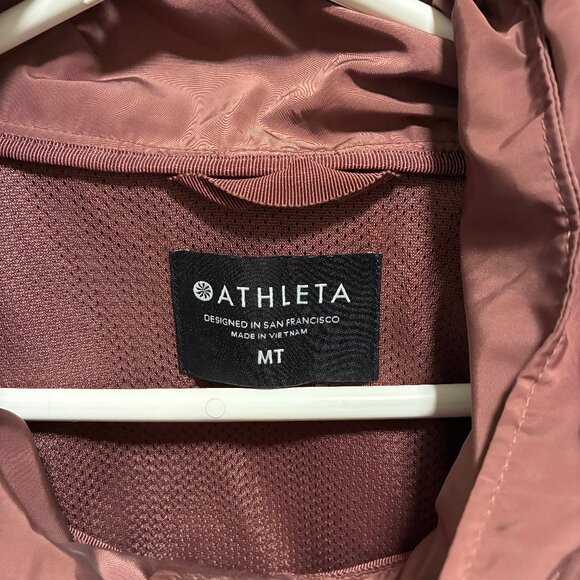 ATHLETA
DESIGNED IN SAN FRANCISCO
MADE IN VIETNAM
MT